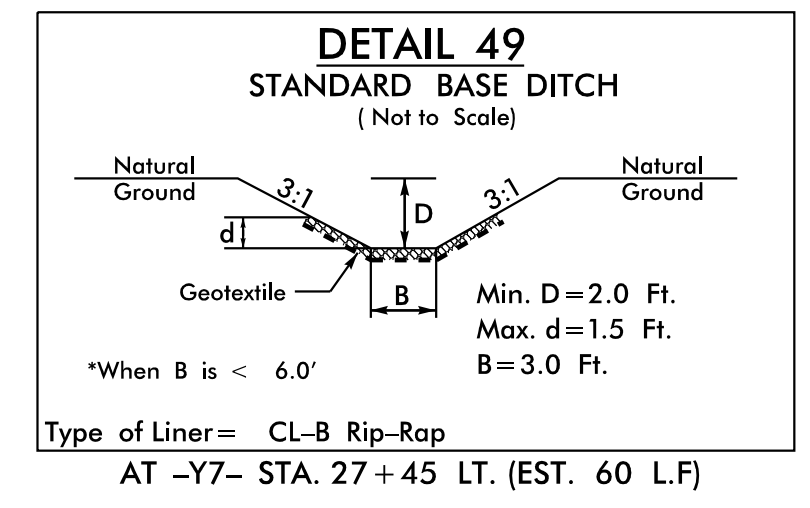 DETAIL 49
STANDARD BASE DITCH
( Not to Scale)
Natural
Ground
3:1
D
3:1
Natural
Ground
d
Geotextile
B
Min. D=2.0 Ft.
Max. d=1.5 Ft.
B=3.0 Ft.
*When B is < 6.0'
Type of Liner= CL-B Rip-Rap
AT -Y7- STA. 27+45 LT. (EST. 60 L.F)